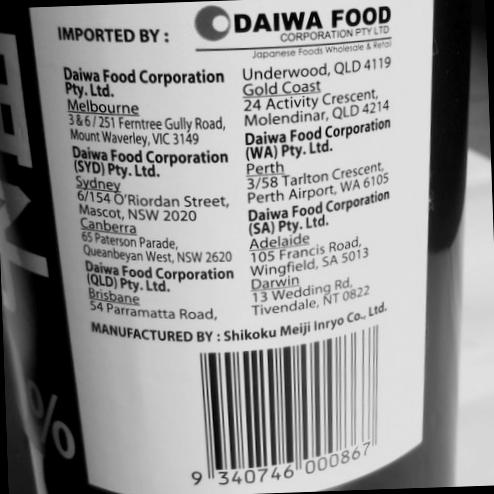 IMPORTED BY :
DAIWA FOOD
CORPORATION PTY LTD
Japanese Foods Wholesale & Retail
Daiwa Food Corporation
Pty. Ltd.
Melbourne
3&6 / 251 Ferntree Gully Road,
Mount Waverley, VIC 3149
Daiwa Food Corporation
(SYD) Pty. Ltd.
Sydney
6/154 O'Riordan Street,
Mascot, NSW 2020
Canberra
65 Paterson Parade,
Queanbeyan West, NSW 2620
Daiwa Food Corporation
(QLD) Pty. Ltd.
Brisbane
54 Parramatta Road,
Underwood, QLD 4119
Gold Coast
24 Activity Crescent,
Molendinar, QLD 4214
Daiwa Food Corporation
(WA) Pty. Ltd.
Perth
3/58 Tarlton Crescent,
Perth Airport, WA 6105
Daiwa Food Corporation
(SA) Pty. Ltd.
Adelaide
105 Francis Road,
Wingfield, SA 5013
Darwin
13 Wedding Rd,
Tivendale, NT 0822
MANUFACTURED BY : Shikoku Meiji Inryo Co., Ltd.
9 340746 000867
%